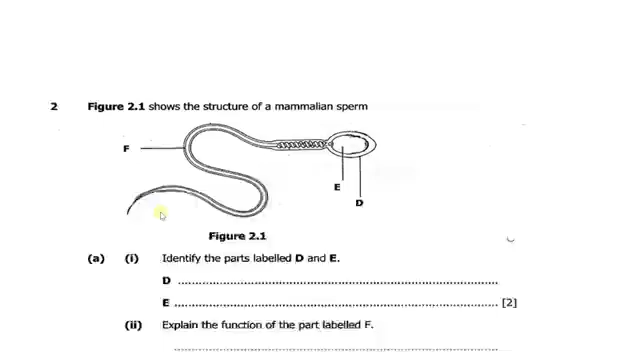 2 Figure 2.1 shows the structure of a mammalian sperm
F
E
D
Figure 2.1
(a) (i) Identify the parts labelled D and E.
D ........................................................................
E ........................................................................ [2]
(ii) Explain the function of the part labelled F.
........................................................................